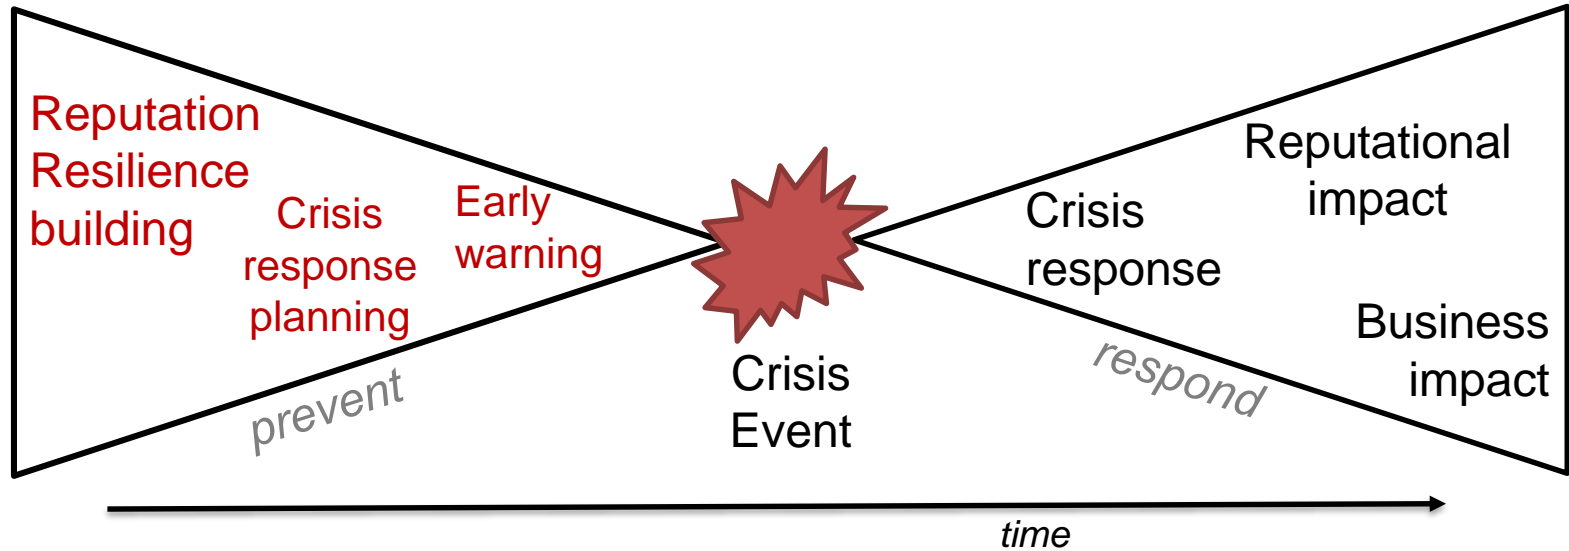 Reputation
Resilience
building
Crisis
response
planning
Early
warning
prevent
Crisis
Event
Crisis
response
Reputational
impact
Business
impact
respond
time